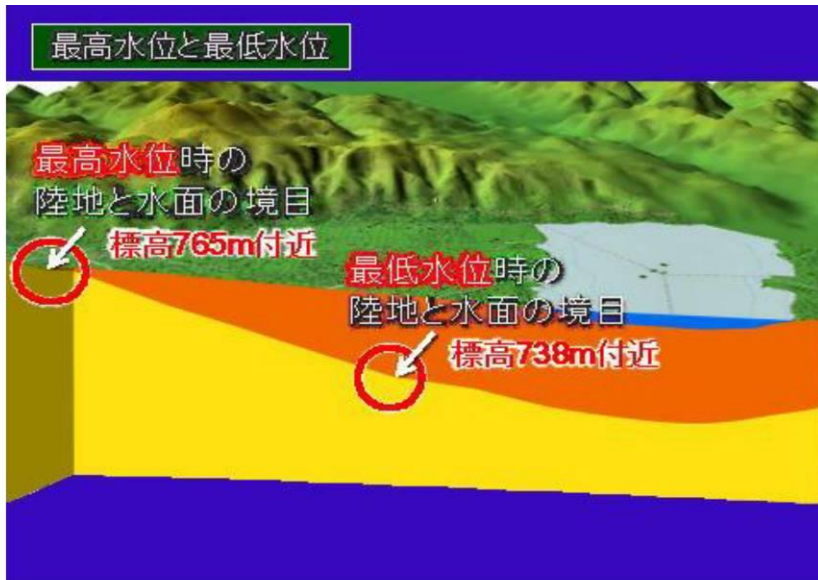 最高水位と最低水位
最高水位時の
陸地と水面の境目
標高765m付近
最低水位時の
陸地と水面の境目
標高738m付近